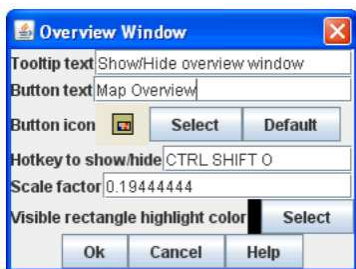 Overview Window
Tooltip text Show/Hide overview window
Button text Map Overview
Button icon Select Default
Hotkey to show/hide CTRL SHIFT O
Scale factor 0.19444444
Visible rectangle highlight color Select
Ok Cancel Help